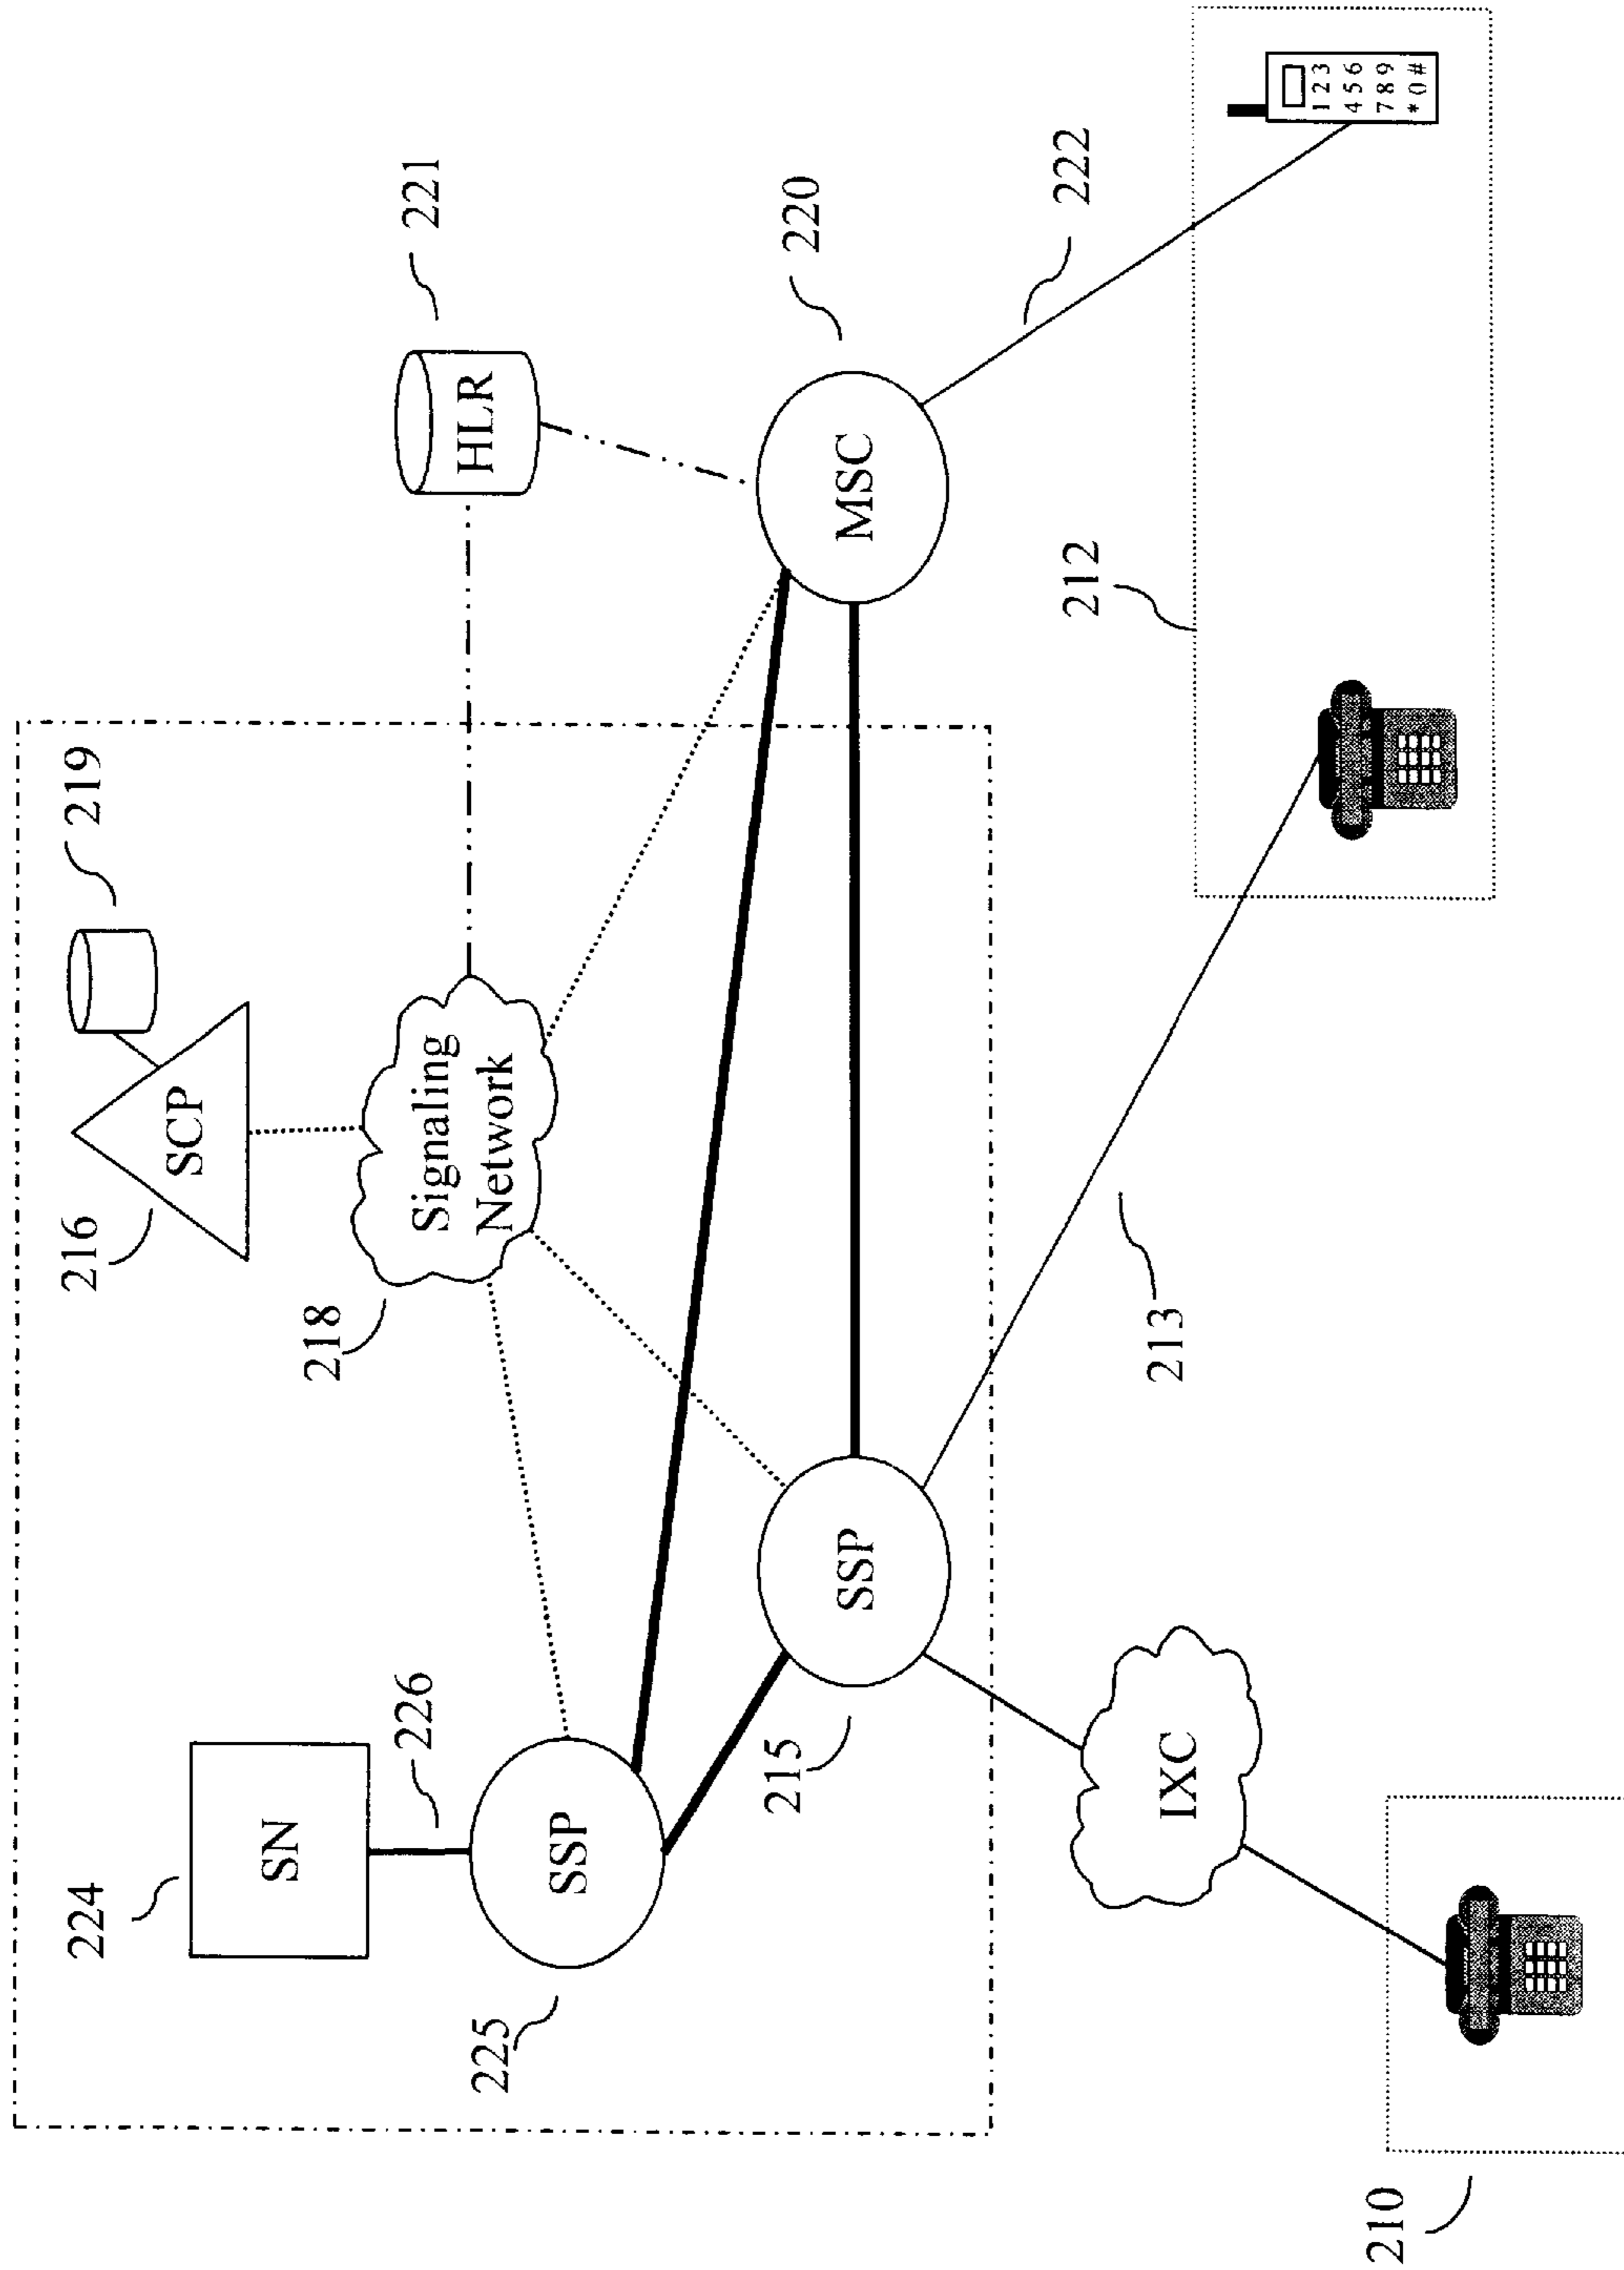 224
SN
226
225
SSP
215
SSP
216
SCP
219
218
Signaling
Network
221
HLR
220
MSC
222
213
212
1 2 3
4 5 6
7 8 9
* 0 #
IXC
210